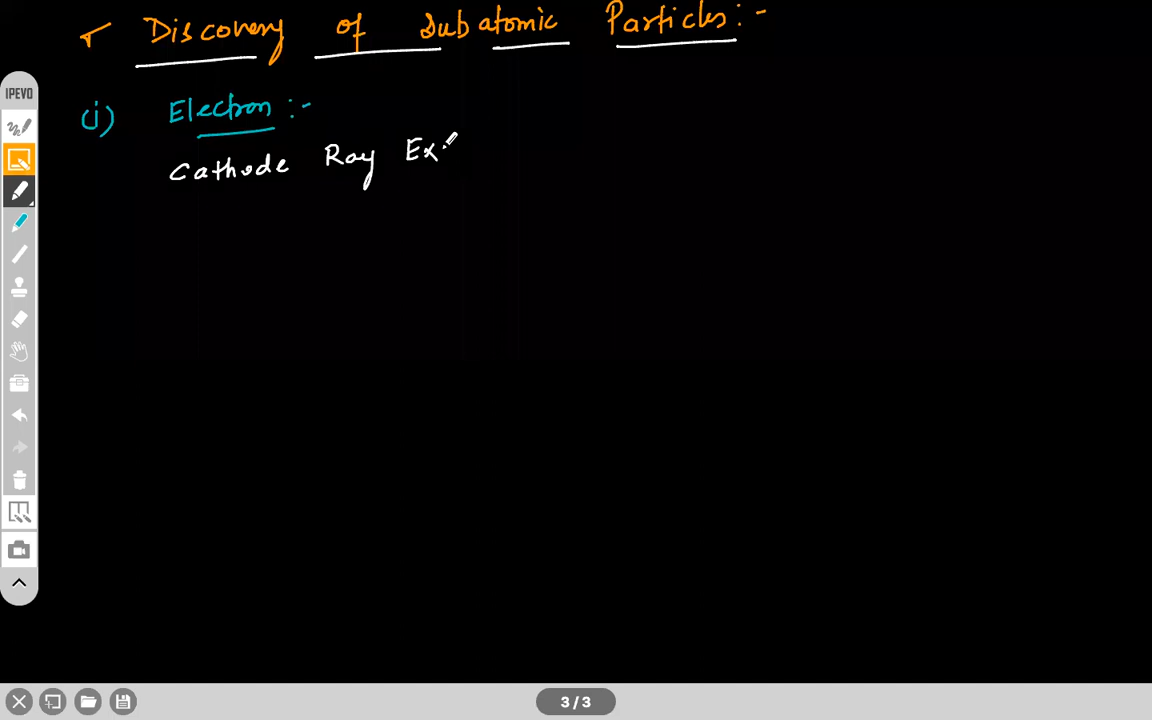 Discovery of Subatomic Particles :-
IPEVO
(i) Electron :-
Cathode Ray Ex
3/3